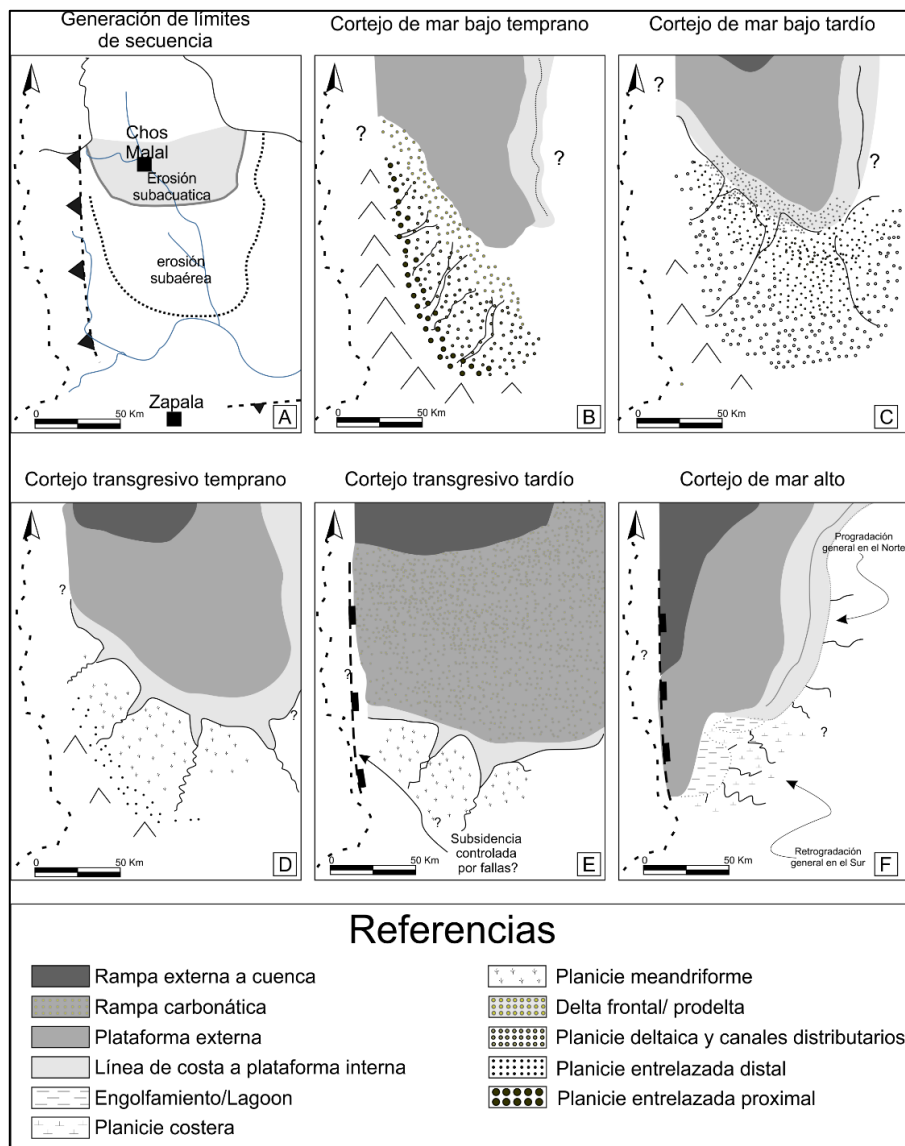 Generación de límites
de secuencia
Chos
Malal
Erosión
subacuatica
erosión
subaérea
Zapala
0
50 Km
A
Cortejo de mar bajo temprano
?
?
0
50 Km
B
Cortejo de mar bajo tardío
?
?
0
50 Km
C
Cortejo transgresivo temprano
?
?
0
50 Km
D
Cortejo transgresivo tardío
?
?
Subsidencia
controlada
por fallas?
0
50 Km
E
Cortejo de mar alto
Progradación
general en el Norte
?
?
Retrogradación
general en el Sur
0
50 Km
F
Referencias
Rampa externa a cuenca
Rampa carbonática
Plataforma externa
Línea de costa a plataforma interna
Engolfamiento/Lagoon
Planicie costera
Planicie meandriforme
Delta frontal/ prodelta
Planicie deltaica y canales distributarios
Planicie entrelazada distal
Planicie entrelazada proximal